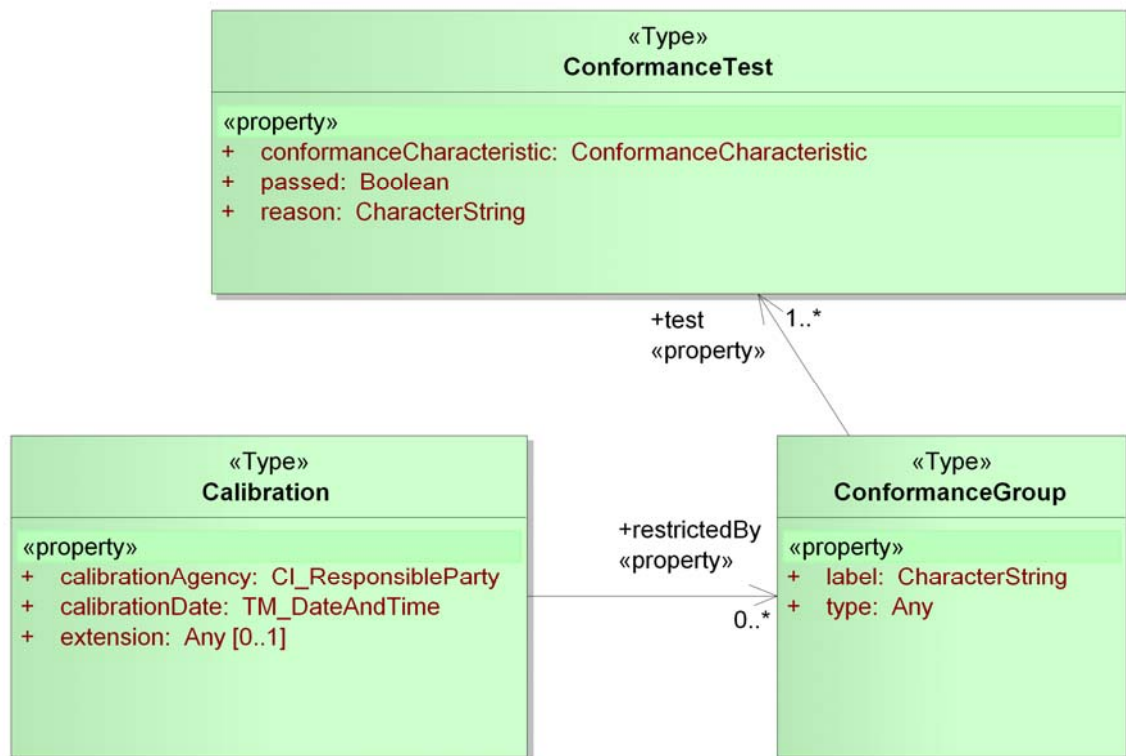 «Type»
ConformanceTest
«property»
+ conformanceCharacteristic: ConformanceCharacteristic
+ passed: Boolean
+ reason: CharacterString
+test
«property»
1..*
«Type»
Calibration
«property»
+ calibrationAgency: CI_ResponsibleParty
+ calibrationDate: TM_DateAndTime
+ extension: Any [0..1]
+restrictedBy
«property»
0..*
«Type»
ConformanceGroup
«property»
+ label: CharacterString
+ type: Any